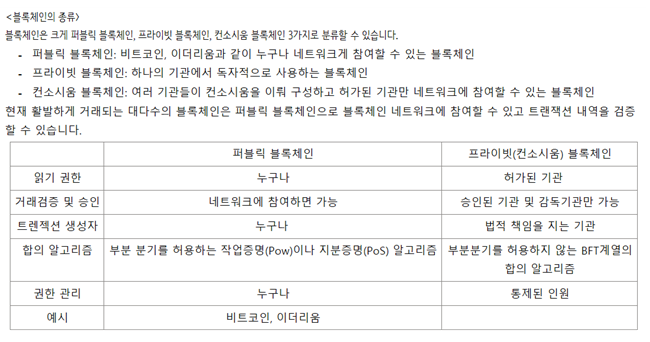 <블록체인의 종류>
블록체인은 크게 퍼블릭 블록체인, 프라이빗 블록체인, 컨소시움 블록체인 3가지로 분류할 수 있습니다.
- 퍼블릭 블록체인: 비트코인, 이더리움과 같이 누구나 네트워크게 참여할 수 있는 블록체인
- 프라이빗 블록체인: 하나의 기관에서 독자적으로 사용하는 블록체인
- 컨소시움 블록체인: 여러 기관들이 컨소시움을 이뤄 구성하고 허가된 기관만 네트워크에 참여할 수 있는 블록체인
현재 활발하게 거래되는 대다수의 블록체인은 퍼블릭 블록체인으로 블록체인 네트워크에 참여할 수 있고 트랜잭션 내역을 검증
할 수 있습니다.
퍼블릭 블록체인 프라이빗(컨소시움) 블록체인
읽기 권한 누구나 허가된 기관
거래검증 및 승인 네트워크에 참여하면 가능 승인된 기관 및 감독기관만 가능
트렌젝션 생성자 누구나 법적 책임을 지는 기관
합의 알고리즘 부분 분기를 허용하는 작업증명(Pow)이나 지분증명(PoS) 알고리즘 부분분기를 허용하지 않는 BFT계열의
합의 알고리즘
권한 관리 누구나 통제된 인원
예시 비트코인, 이더리움